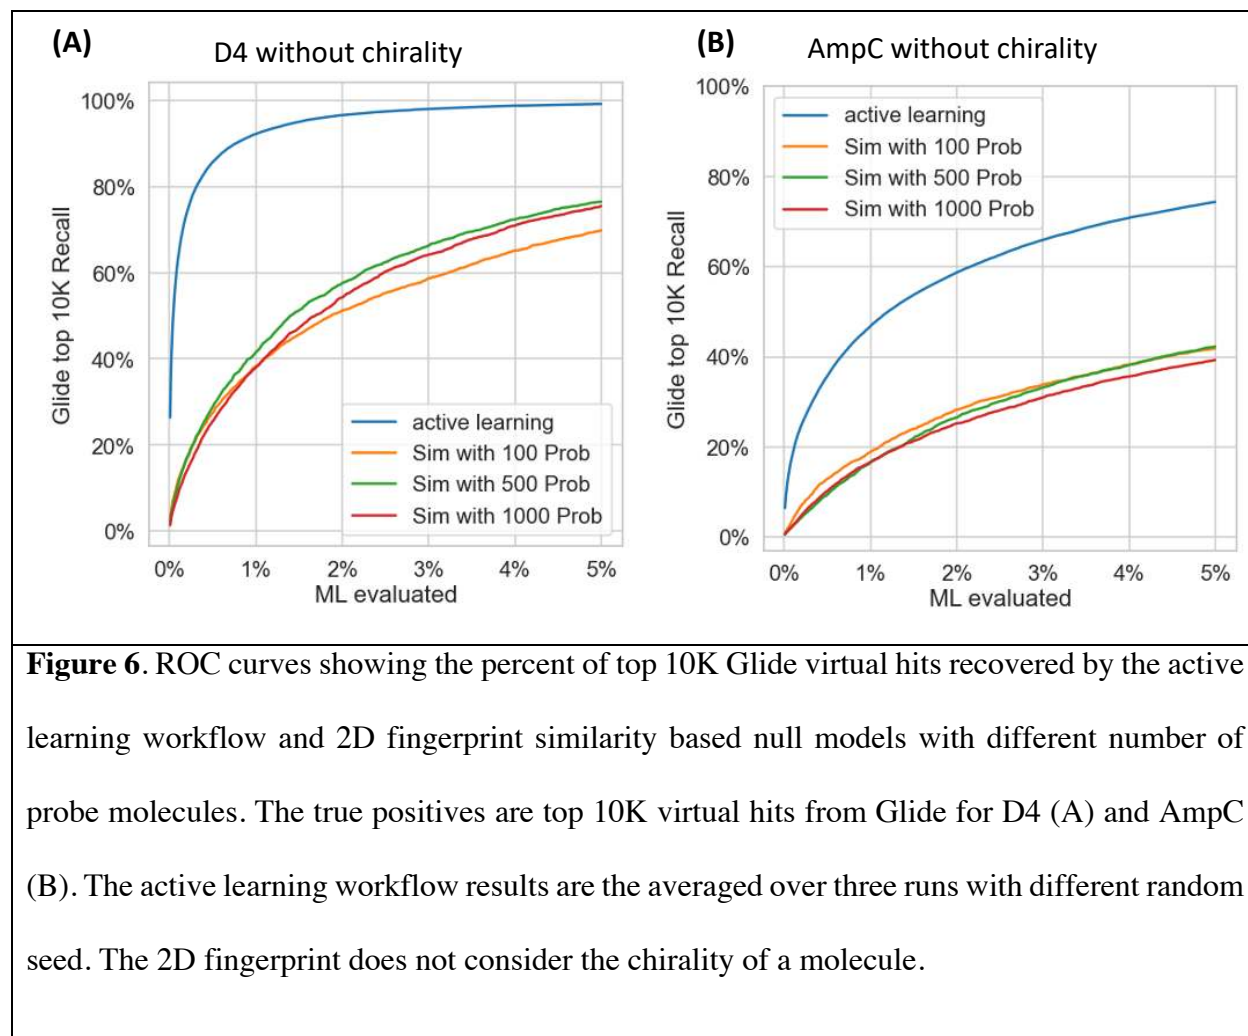 (A)
D4 without chirality
100%
80%
60%
40%
20%
0%
Glide top 10K Recall
active learning
Sim with 100 Prob
Sim with 500 Prob
Sim with 1000 Prob
0% 1% 2% 3% 4% 5%
ML evaluated
(B)
AmpC without chirality
100%
80%
60%
40%
20%
0%
Glide top 10K Recall
active learning
Sim with 100 Prob
Sim with 500 Prob
Sim with 1000 Prob
0% 1% 2% 3% 4% 5%
ML evaluated
Figure 6. ROC curves showing the percent of top 10K Glide virtual hits recovered by the active
learning workflow and 2D fingerprint similarity based null models with different number of
probe molecules. The true positives are top 10K virtual hits from Glide for D4 (A) and AmpC
(B). The active learning workflow results are the averaged over three runs with different random
seed. The 2D fingerprint does not consider the chirality of a molecule.